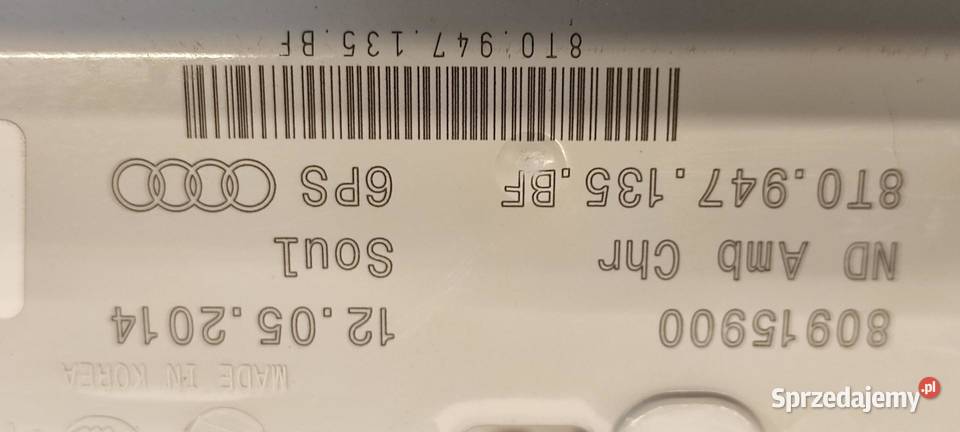 MADE IN KOREA
80915900 12.05.2014
ND Amb Chr Soul
8T0.947.135.BF 6PS
8T0.947.135.BF
Sprzedajemy.pl